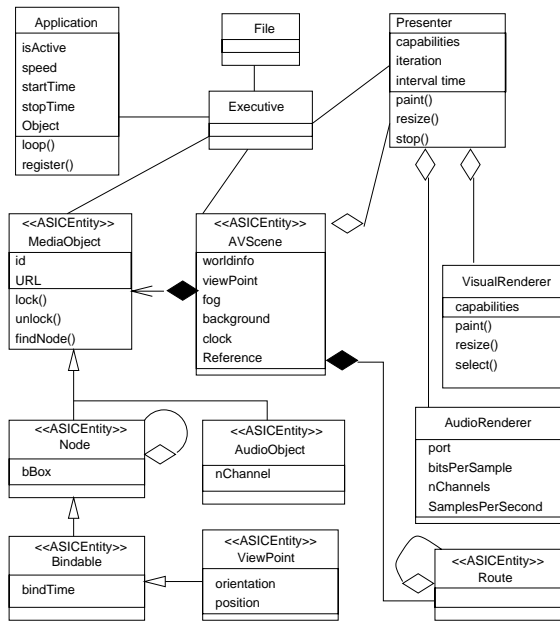 Application
isActive
speed
startTime
stopTime
Object
loop()
register()
File
Executive
Presenter
capabilities
iteration
interval time
paint()
resize()
stop()
<<ASICEntity>>
MediaObject
id
URL
lock()
unlock()
findNode()
<<ASICEntity>>
AVScene
worldinfo
viewPoint
fog
background
clock
Reference
VisualRenderer
capabilities
paint()
resize()
select()
<<ASICEntity>>
Node
bBox
<<ASICEntity>>
AudioObject
nChannel
AudioRenderer
port
bitsPerSample
nChannels
SamplesPerSecond
<<ASICEntity>>
Bindable
bindTime
<<ASICEntity>>
ViewPoint
orientation
position
<<ASICEntity>>
Route